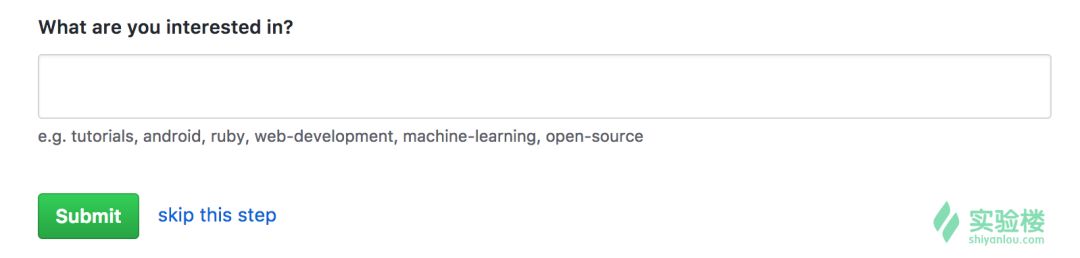 What are you interested in?
e.g. tutorials, android, ruby, web-development, machine-learning, open-source
Submit skip this step
实验楼
shiyanlou.com